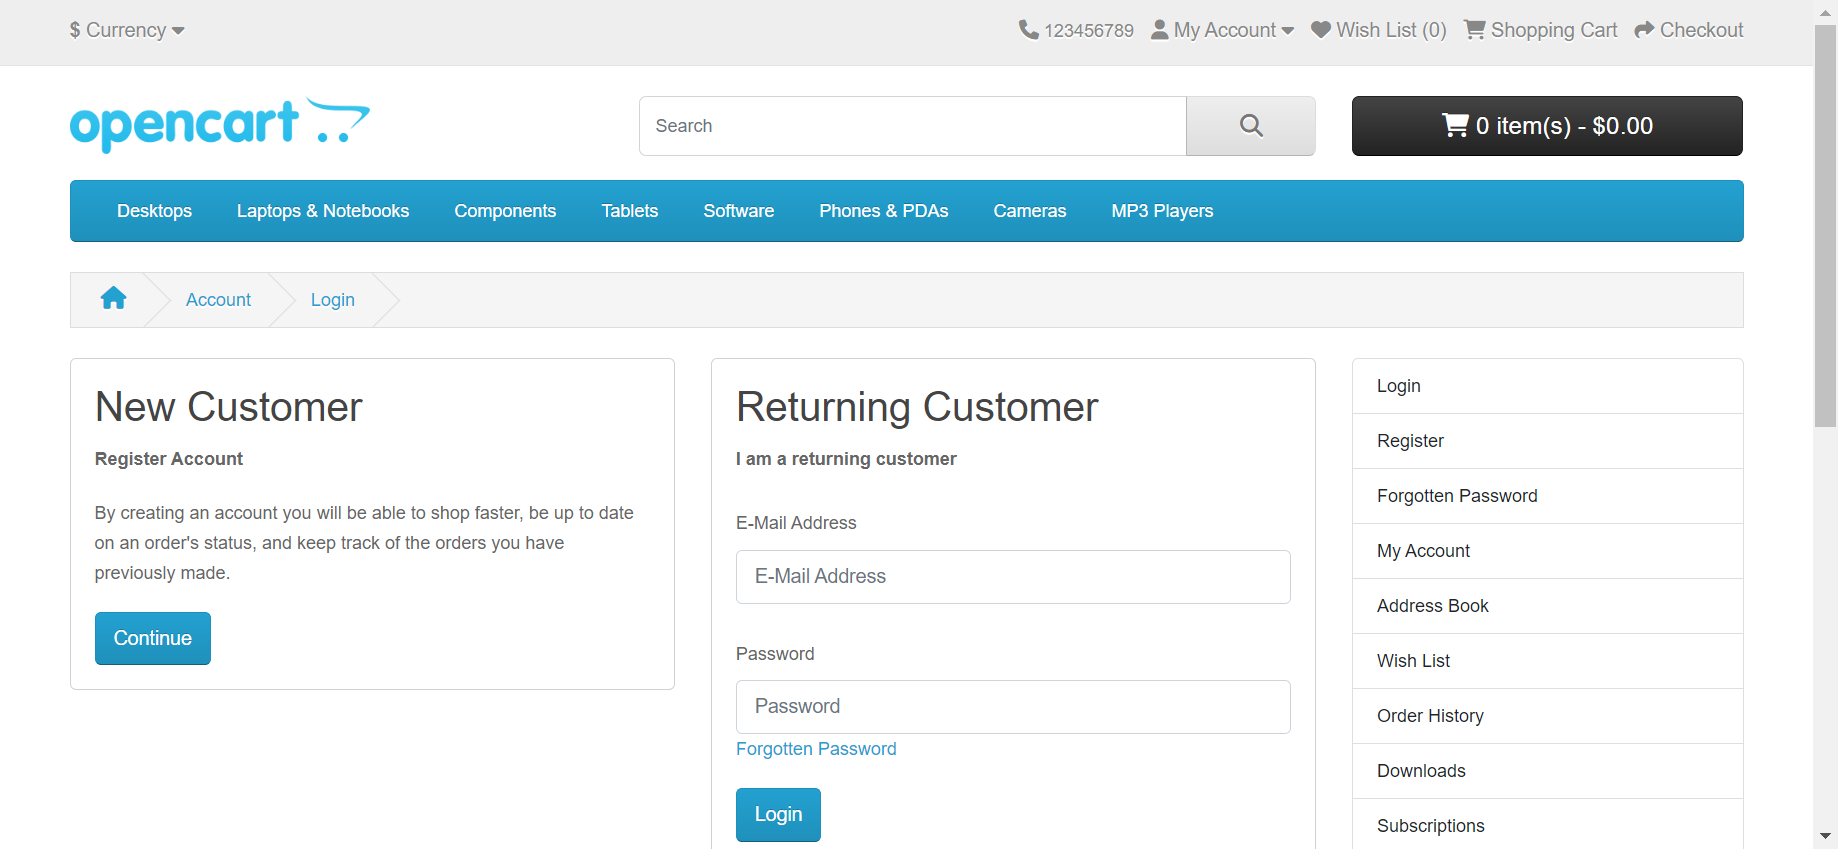 $ Currency
123456789 My Account Wish List (0) Shopping Cart Checkout
opencart
Search
0 item(s) - $0.00
Desktops Laptops & Notebooks Components Tablets Software Phones & PDAs Cameras MP3 Players
Account Login
New Customer
Register Account
By creating an account you will be able to shop faster, be up to date
on an order's status, and keep track of the orders you have
previously made.
Continue
Returning Customer
I am a returning customer
E-Mail Address
E-Mail Address
Password
Password
Forgotten Password
Login
Login
Register
Forgotten Password
My Account
Address Book
Wish List
Order History
Downloads
Subscriptions